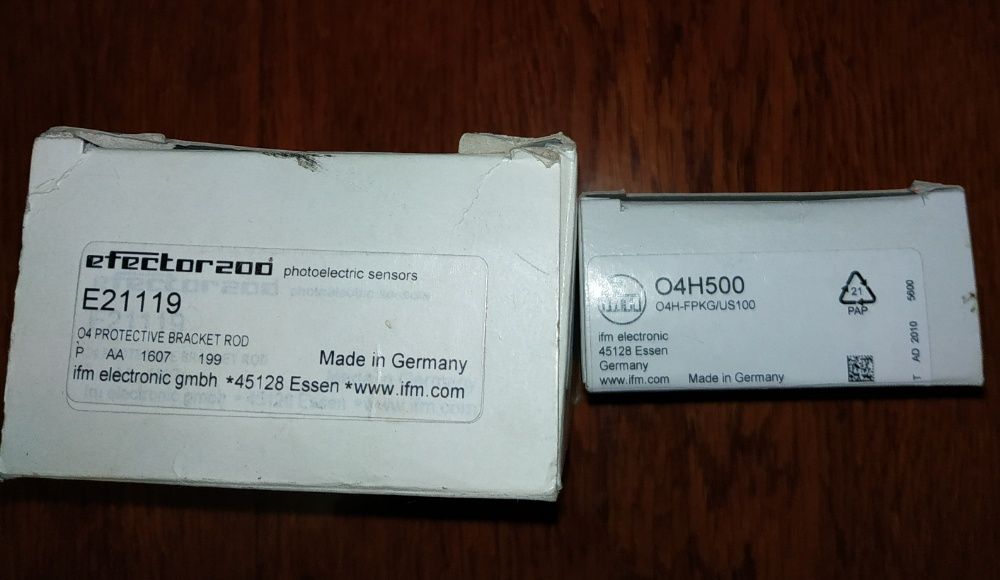 efector200 photoelectric sensors
E21119
O4 PROTECTIVE BRACKET ROD
P AA 1607 199
Made in Germany
ifm electronic gmbh *45128 Essen *www.ifm.com
ifm
O4H500
O4H-FPKG/US100
ifm electronic
45128 Essen
Germany
www.ifm.com Made in Germany
21
PAP
T AD 2010 5600